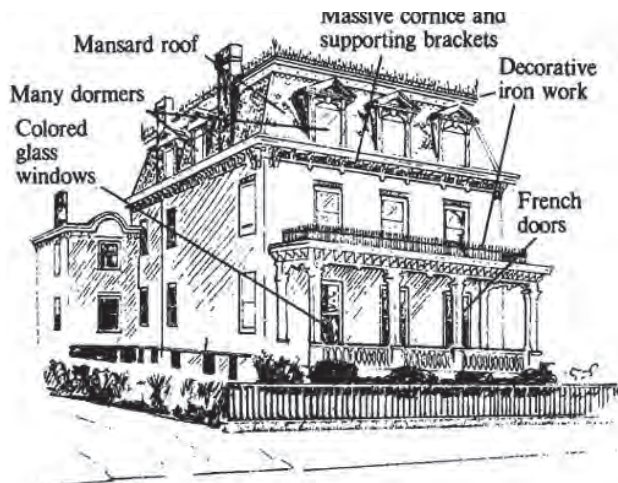 Massive cornice and
supporting brackets
Mansard roof
Decorative
iron work
Many dormers
Colored
glass
windows
French
doors